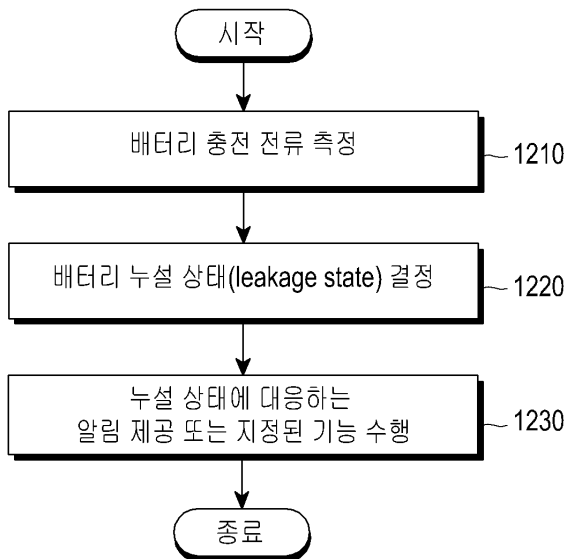 시작
배터리 충전 전류 측정
1210
배터리 누설 상태(leakage state) 결정
1220
누설 상태에 대응하는
알림 제공 또는 지정된 기능 수행
1230
종료